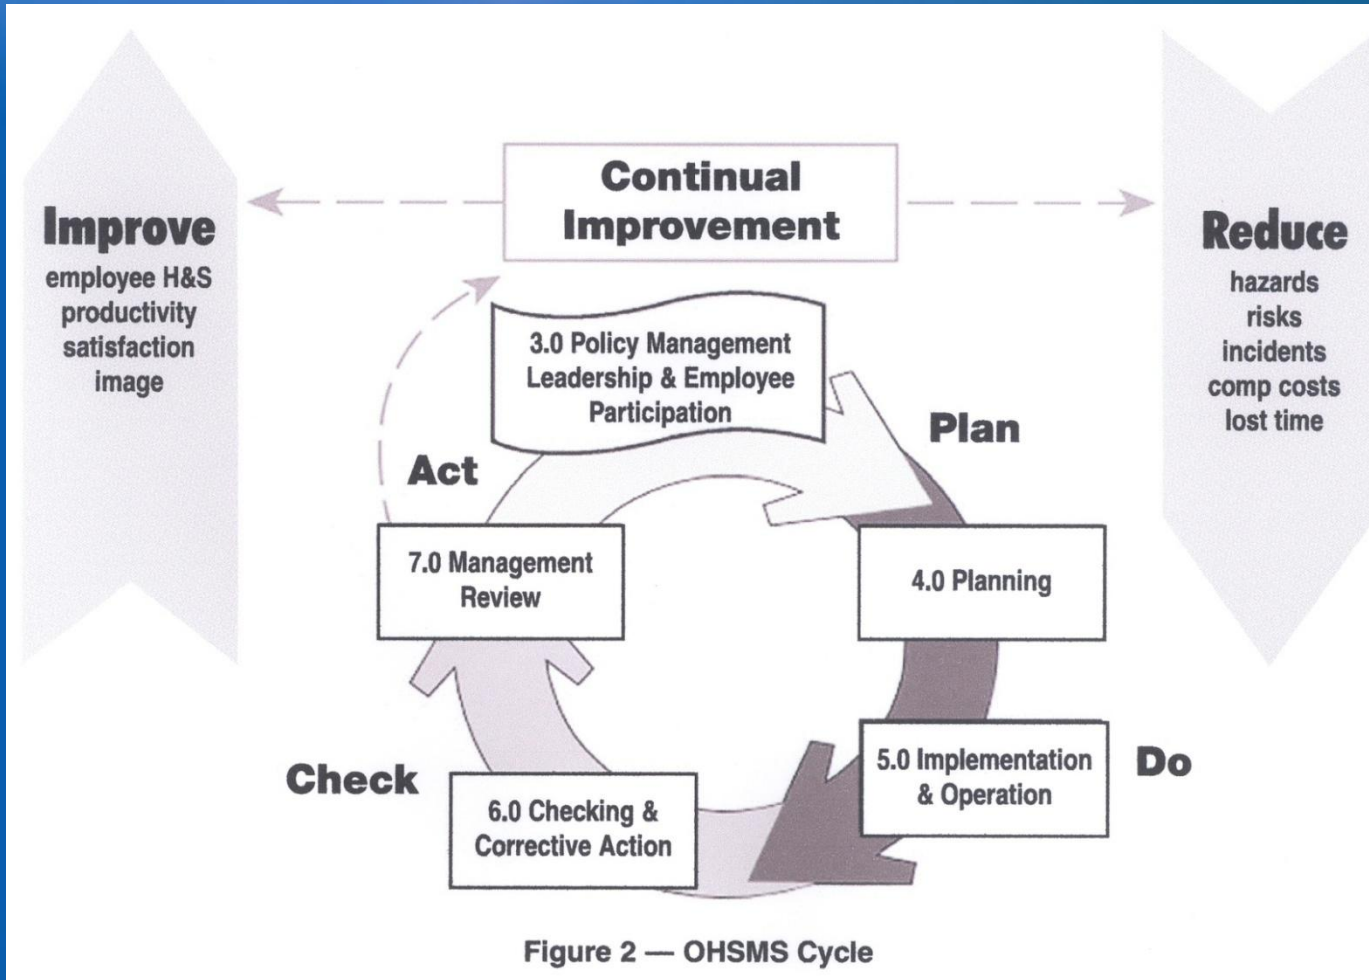 Continual
Improvement
Improve
employee H&S
productivity
satisfaction
image
Reduce
hazards
risks
incidents
comp costs
lost time
3.0 Policy Management
Leadership & Employee
Participation
Plan
Act
7.0 Management
Review
4.0 Planning
5.0 Implementation
& Operation
Do
Check
6.0 Checking &
Corrective Action
Figure 2 — OHSMS Cycle